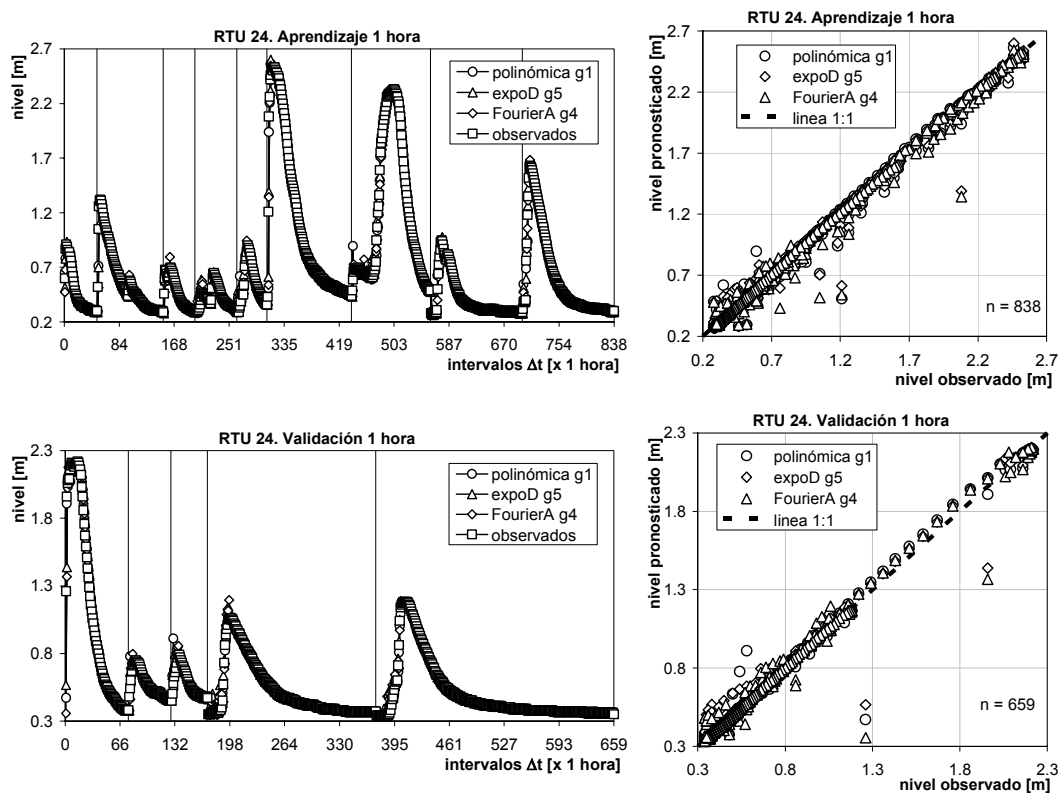 RTU 24. Aprendizaje 1 hora
nivel [m]
2.7
2.2
1.7
1.2
0.7
0.2
polinómica g1
expoD g5
FourierA g4
observados
0 84 168 251 335 419 503 587 670 754 838
intervalos Δt [x 1 hora]
RTU 24. Aprendizaje 1 hora
nivel pronosticado [m]
2.7
2.2
1.7
1.2
0.7
0.2
polinómica g1
expoD g5
FourierA g4
linea 1:1
n = 838
0.2 0.7 1.2 1.7 2.2 2.7
nivel observado [m]
RTU 24. Validación 1 hora
nivel [m]
2.3
1.8
1.3
0.8
0.3
polinómica g1
expoD g5
FourierA g4
observados
0 66 132 198 264 330 395 461 527 593 659
intervalos Δt [x 1 hora]
RTU 24. Validación 1 hora
nivel pronosticado [m]
2.3
1.8
1.3
0.8
0.3
polinómica g1
expoD g5
FourierA g4
linea 1:1
n = 659
0.3 0.8 1.3 1.8 2.3
nivel observado [m]